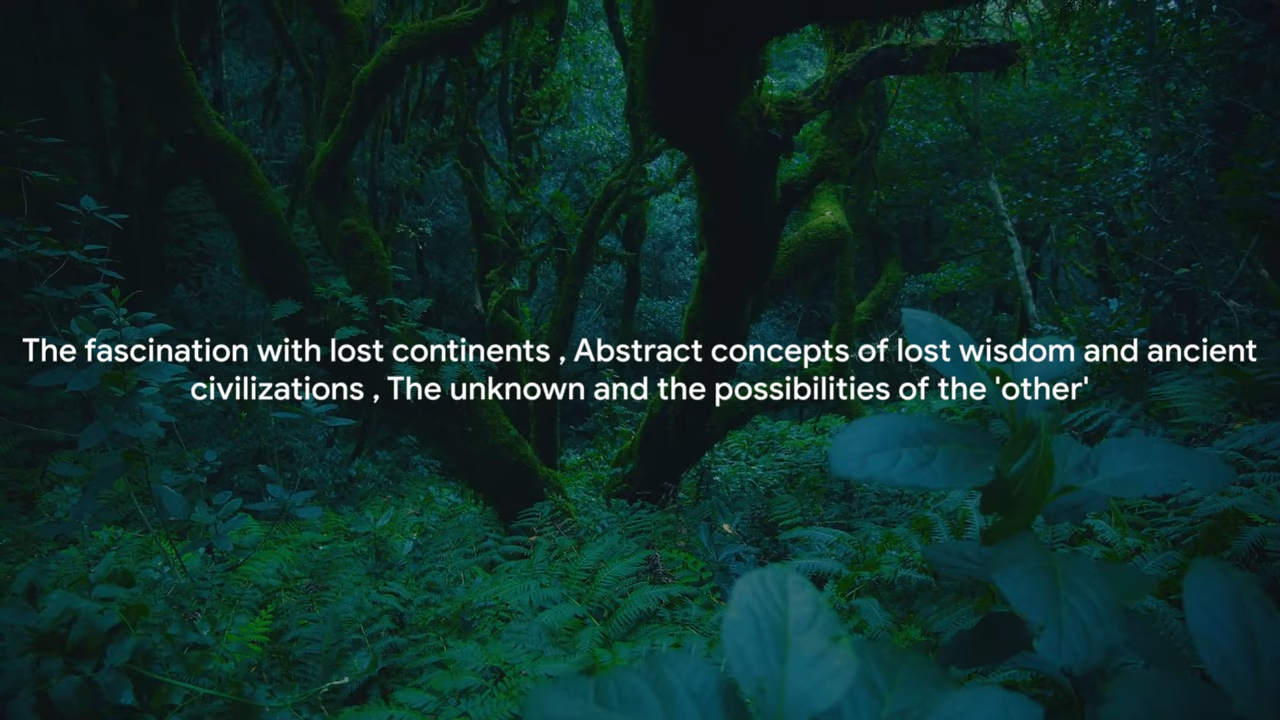 The fascination with lost continents , Abstract concepts of lost wisdom and ancient
civilizations , The unknown and the possibilities of the 'other'